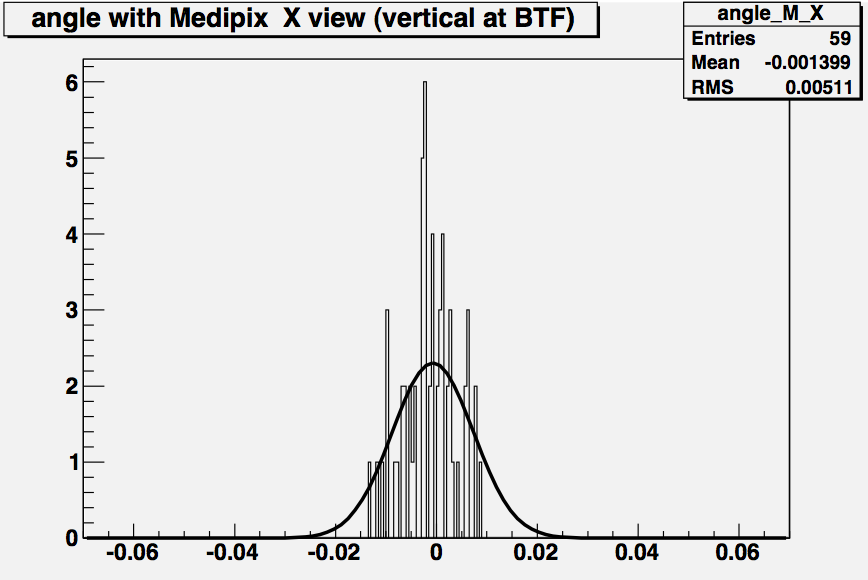 angle with Medipix X view (vertical at BTF)
angle_M_X
Entries 59
Mean -0.001399
RMS 0.00511
6
5
4
3
2
1
0
-0.06 -0.04 -0.02 0 0.02 0.04 0.06